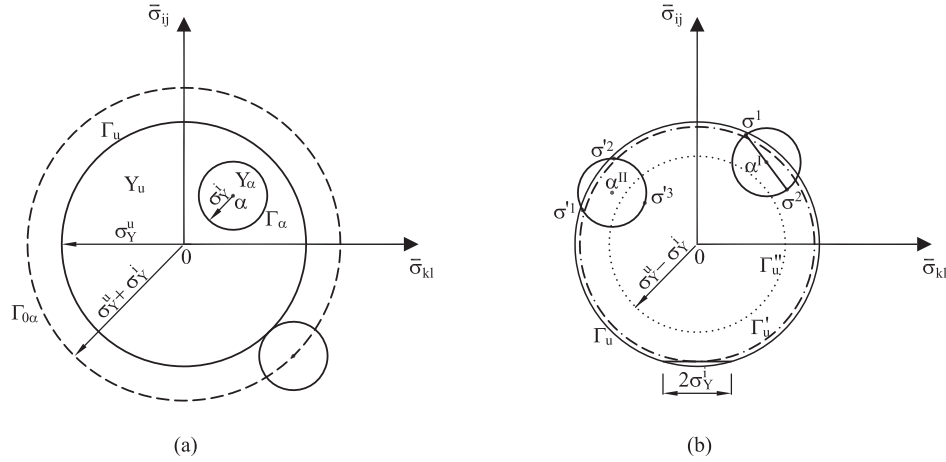 σ̄ij
Γu
Yu
Yα
σiY
α
Γα
σuY
0
σ̄kl
Γ0α
σuY+ σiY
(a)
σ̄ij
σ1
σ'2
αI
αII
σ'3
σ2
σ'1
0
σ̄kl
σuY− σiY
Γ''u
Γu
Γ'u
2σiY
(b)